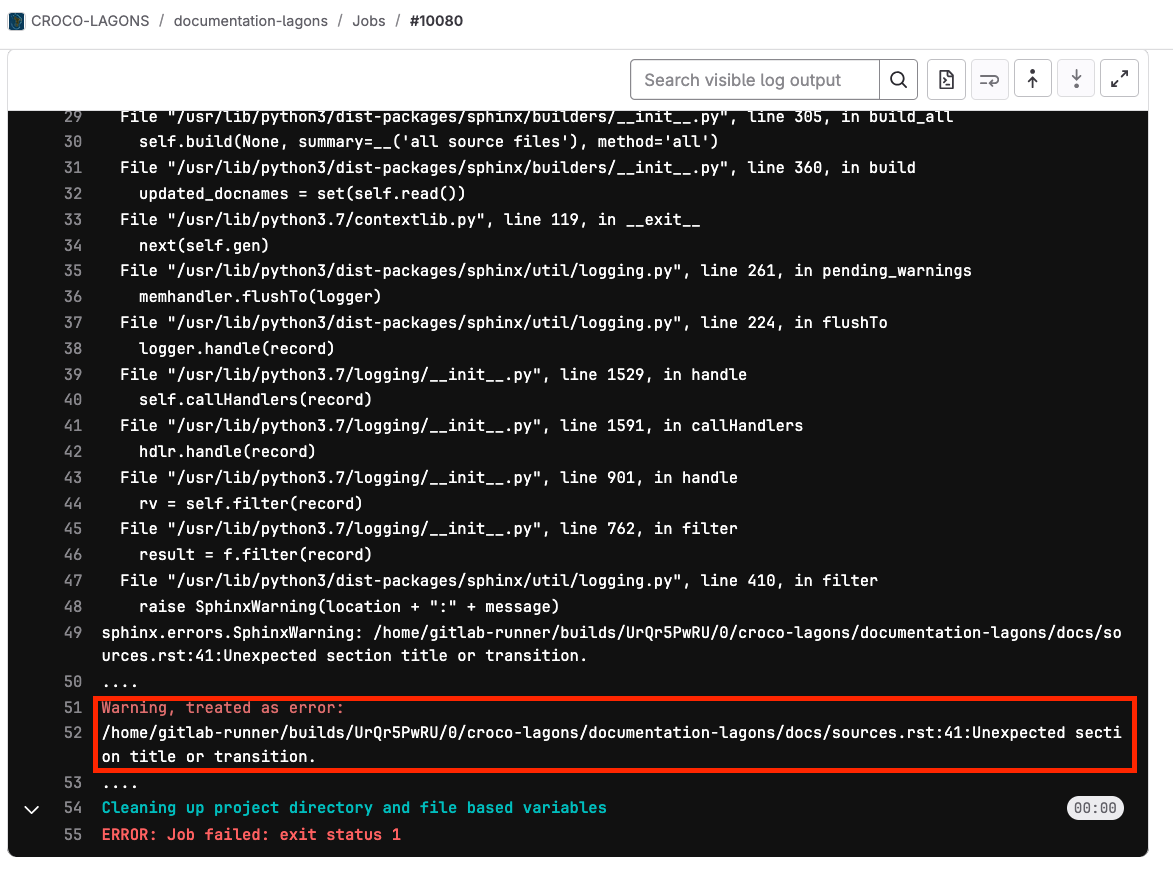 CROCO-LAGONS / documentation-lagons / Jobs / #10080
Search visible log output
29 File "/usr/lib/python3/dist-packages/sphinx/builders/__init__.py", line 305, in build_all
30 self.build(None, summary=__('all source files'), method='all')
31 File "/usr/lib/python3/dist-packages/sphinx/builders/__init__.py", line 360, in build
32 updated_docnames = set(self.read())
33 File "/usr/lib/python3.7/contextlib.py", line 119, in __exit__
34 next(self.gen)
35 File "/usr/lib/python3/dist-packages/sphinx/util/logging.py", line 261, in pending_warnings
36 memhandler.flushTo(logger)
37 File "/usr/lib/python3/dist-packages/sphinx/util/logging.py", line 224, in flushTo
38 logger.handle(record)
39 File "/usr/lib/python3.7/logging/__init__.py", line 1529, in handle
40 self.callHandlers(record)
41 File "/usr/lib/python3.7/logging/__init__.py", line 1591, in callHandlers
42 hdlr.handle(record)
43 File "/usr/lib/python3.7/logging/__init__.py", line 901, in handle
44 rv = self.filter(record)
45 File "/usr/lib/python3.7/logging/__init__.py", line 762, in filter
46 result = f.filter(record)
47 File "/usr/lib/python3/dist-packages/sphinx/util/logging.py", line 410, in filter
48 raise SphinxWarning(location + ":" + message)
49 sphinx.errors.SphinxWarning: /home/gitlab-runner/builds/UrQr5PwRU/0/croco-lagons/documentation-lagons/docs/so
urces.rst:41:Unexpected section title or transition.
50 ....
51 Warning, treated as error:
52 /home/gitlab-runner/builds/UrQr5PwRU/0/croco-lagons/documentation-lagons/docs/sources.rst:41:Unexpected secti
on title or transition.
53 ....
54 Cleaning up project directory and file based variables 00:00
55 ERROR: Job failed: exit status 1